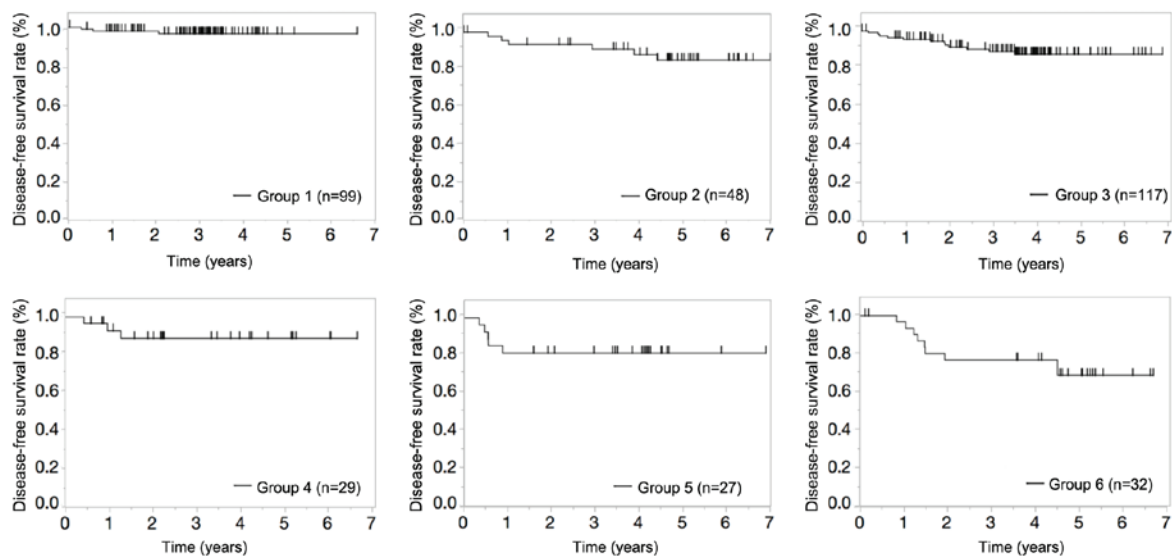 Disease-free survival rate (%)
1.0
0.8
0.6
0.4
0.2
0.0
Group 1 (n=99)
0 1 2 3 4 5 6 7
Time (years)
Disease-free survival rate (%)
1.0
0.8
0.6
0.4
0.2
0.0
Group 2 (n=48)
0 1 2 3 4 5 6 7
Time (years)
Disease-free survival rate (%)
1.0
0.8
0.6
0.4
0.2
0.0
Group 3 (n=117)
0 1 2 3 4 5 6 7
Time (years)
Disease-free survival rate (%)
1.0
0.8
0.6
0.4
0.2
0.0
Group 4 (n=29)
0 1 2 3 4 5 6 7
Time (years)
Disease-free survival rate (%)
1.0
0.8
0.6
0.4
0.2
0.0
Group 5 (n=27)
0 1 2 3 4 5 6 7
Time (years)
Disease-free survival rate (%)
1.0
0.8
0.6
0.4
0.2
0.0
Group 6 (n=32)
0 1 2 3 4 5 6 7
Time (years)